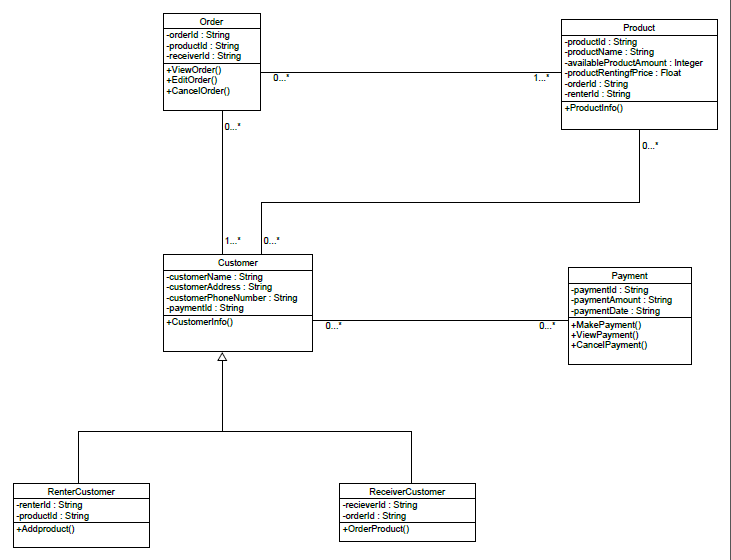 Order
-orderId : String
-productId : String
-receiverId : String
+ViewOrder()
+EditOrder()
+CancelOrder()
Product
-productId : String
-productName : String
-availableProductAmount : Integer
-productRentingfPrice : Float
-orderId : String
-renterId : String
+ProductInfo()
0...*
1...*
0...*
0...*
1...*
0...*
Customer
-customerName : String
-customerAddress : String
-customerPhoneNumber : String
-paymentId : String
+CustomerInfo()
Payment
-paymentId : String
-paymentAmount : String
-paymentDate : String
+MakePayment()
+ViewPayment()
+CancelPayment()
0...*
0...*
RenterCustomer
-renterId : String
-productId : String
+Addproduct()
ReceiverCustomer
-recieverId : String
-orderId : String
+OrderProduct()